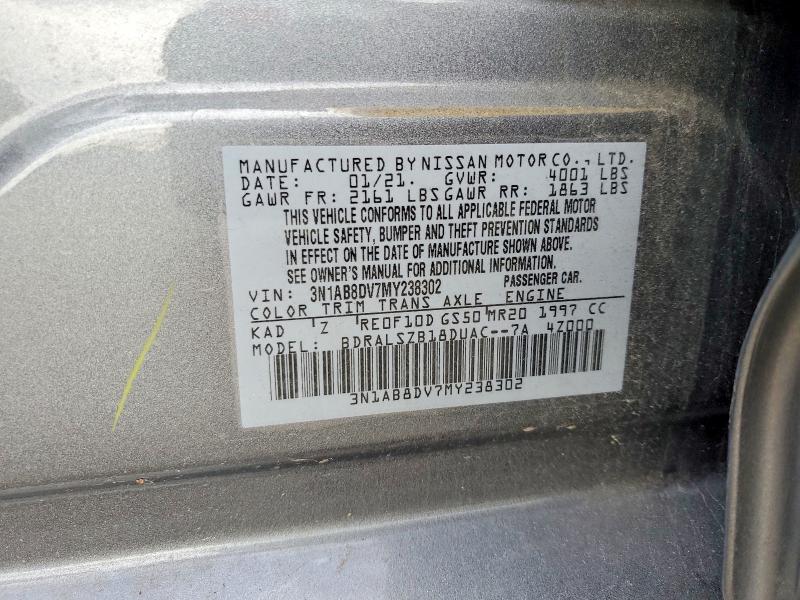 MANUFACTURED BY NISSAN MOTOR CO., LTD.
DATE: 01/21. GVWR: 4001 LBS
GAWR FR: 2161 LBS GAWR RR: 1863 LBS
THIS VEHICLE CONFORMS TO ALL APPLICABLE FEDERAL MOTOR
VEHICLE SAFETY, BUMPER AND THEFT PREVENTION STANDARDS
IN EFFECT ON THE DATE OF MANUFACTURE SHOWN ABOVE.
SEE OWNER'S MANUAL FOR ADDITIONAL INFORMATION.
VIN: 3N1AB8DV7MY238302 PASSENGER CAR.
COLOR TRIM TRANS AXLE ENGINE
KAD Z RE0F10D GS50 MR20 1997 CC
MODEL: BDRALSZB18DUAC--7A 4Z000
3N1AB8DV7MY238302